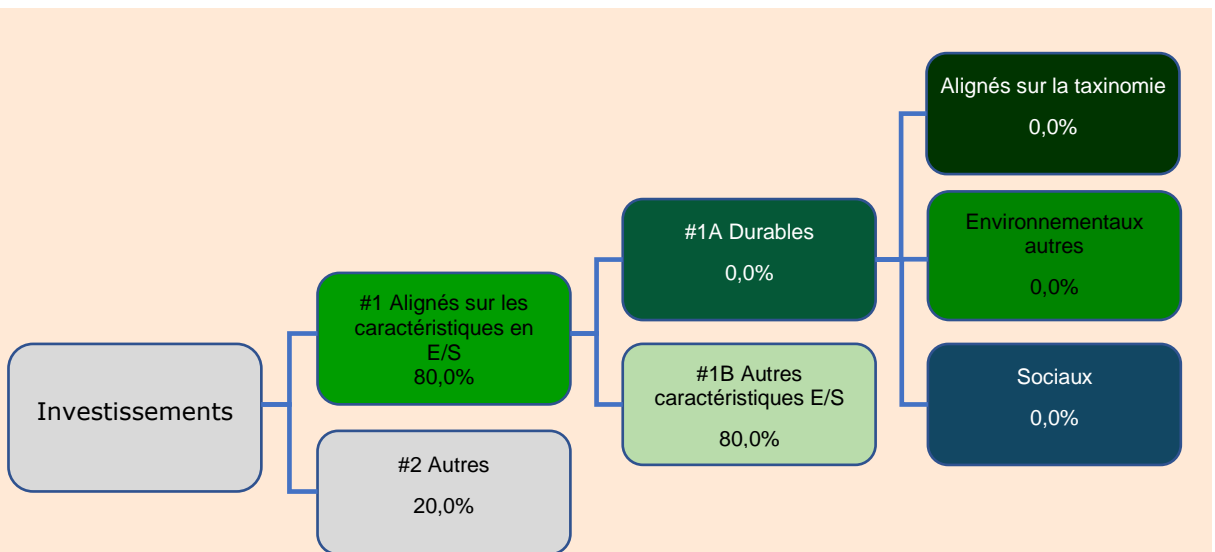 Investissements
#1 Alignés sur les
caractéristiques en
E/S
80,0%
#2 Autres
20,0%
#1A Durables
0,0%
#1B Autres
caractéristiques E/S
80,0%
Alignés sur la taxinomie
0,0%
Environnementaux
autres
0,0%
Sociaux
0,0%